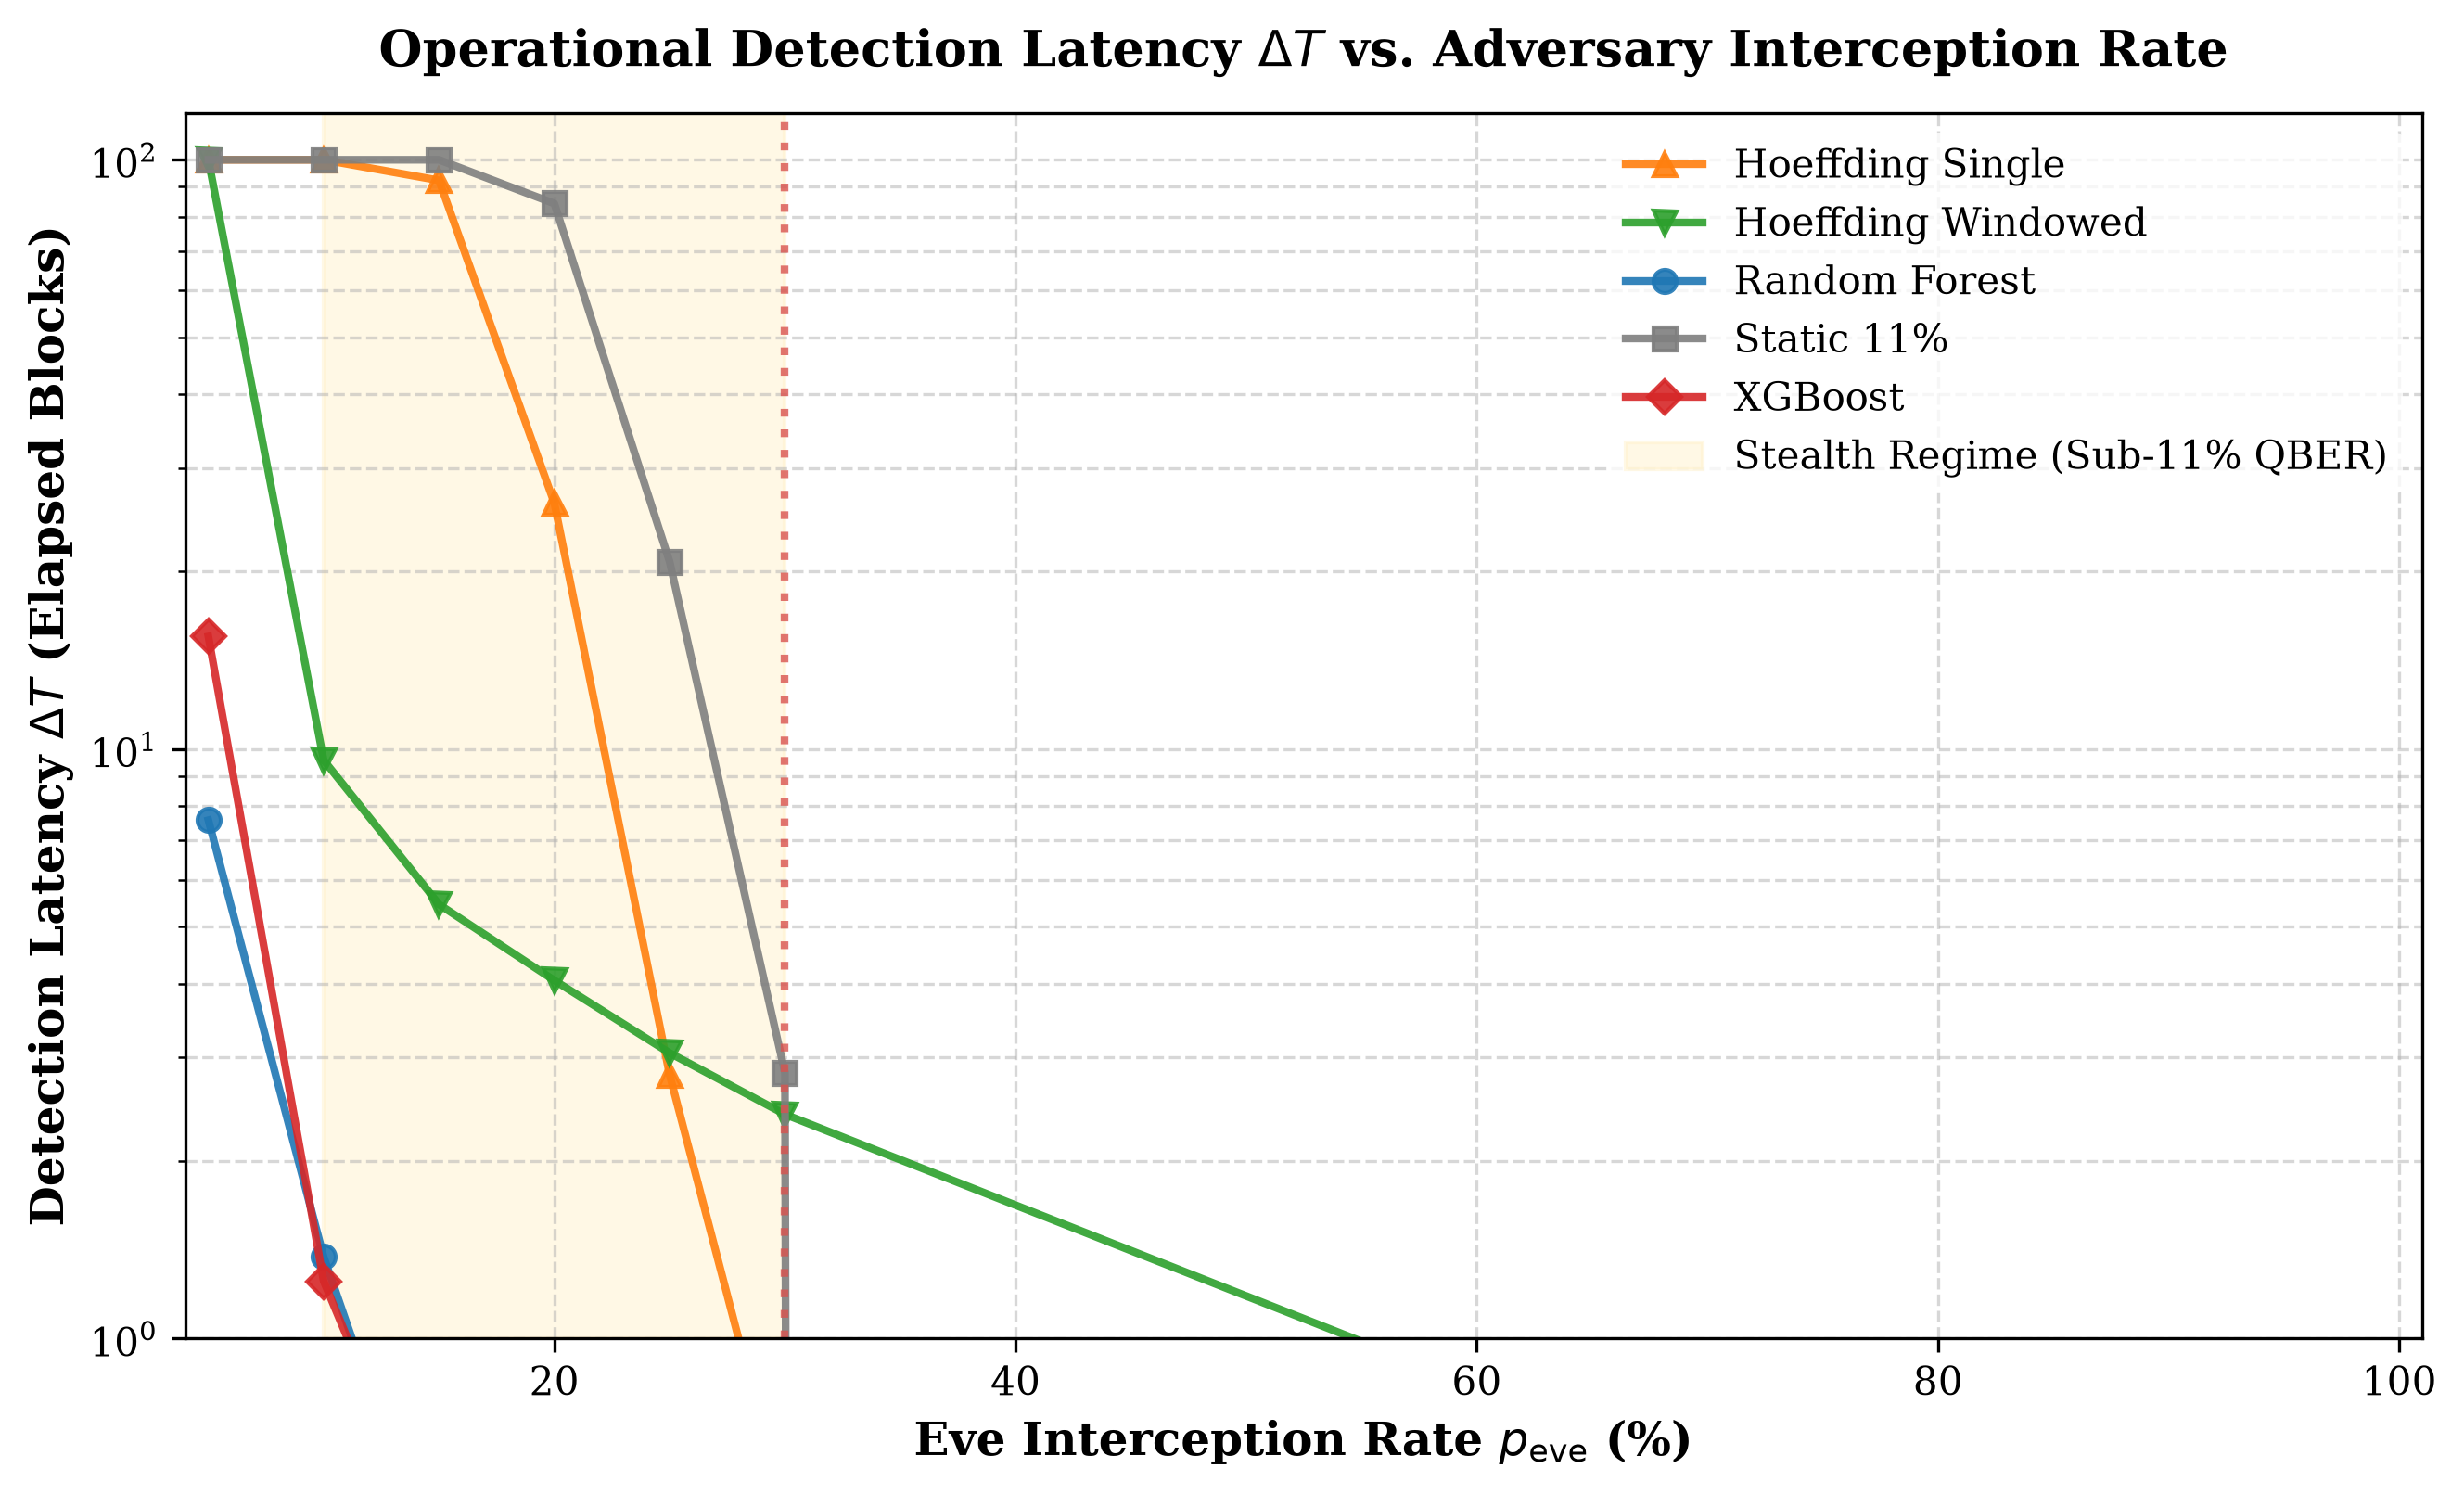 Operational Detection Latency ΔT vs. Adversary Interception Rate
Detection Latency ΔT (Elapsed Blocks)
10²
10¹
10⁰
Hoeffding Single
Hoeffding Windowed
Random Forest
Static 11%
XGBoost
Stealth Regime (Sub-11% QBER)
20 40 60 80 100
Eve Interception Rate p_eve (%)